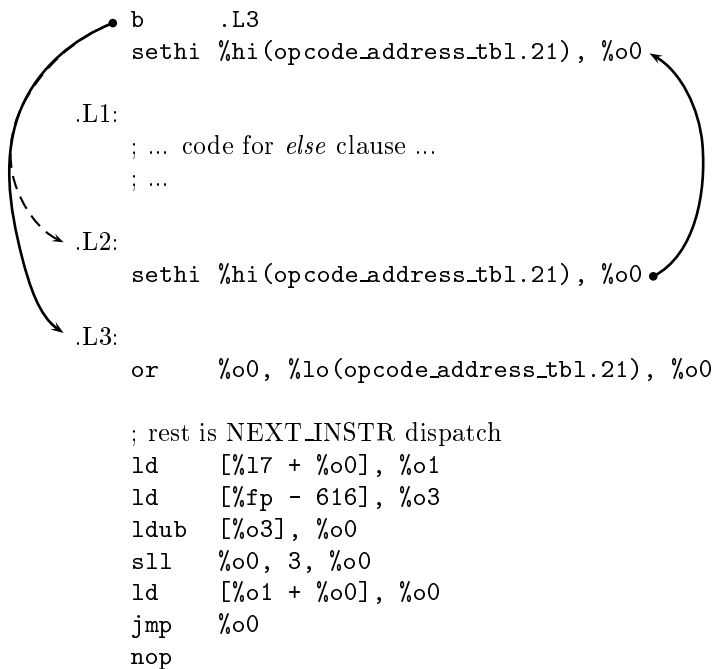 b .L3
sethi %hi(opcode_address_tbl.21), %o0
.L1:
; ... code for else clause ...
; ...
.L2:
sethi %hi(opcode_address_tbl.21), %o0
.L3:
or %o0, %lo(opcode_address_tbl.21), %o0
; rest is NEXT_INSTR dispatch
ld [%l7 + %o0], %o1
ld [%fp - 616], %o3
ldub [%o3], %o0
sll %o0, 3, %o0
ld [%o1 + %o0], %o0
jmp %o0
nop